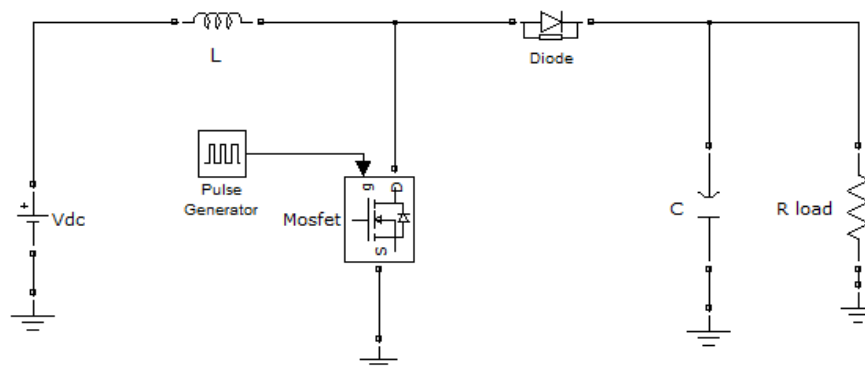 L
Diode
Pulse
Generator
g
D
Mosfet
S
+
Vdc
C
R load